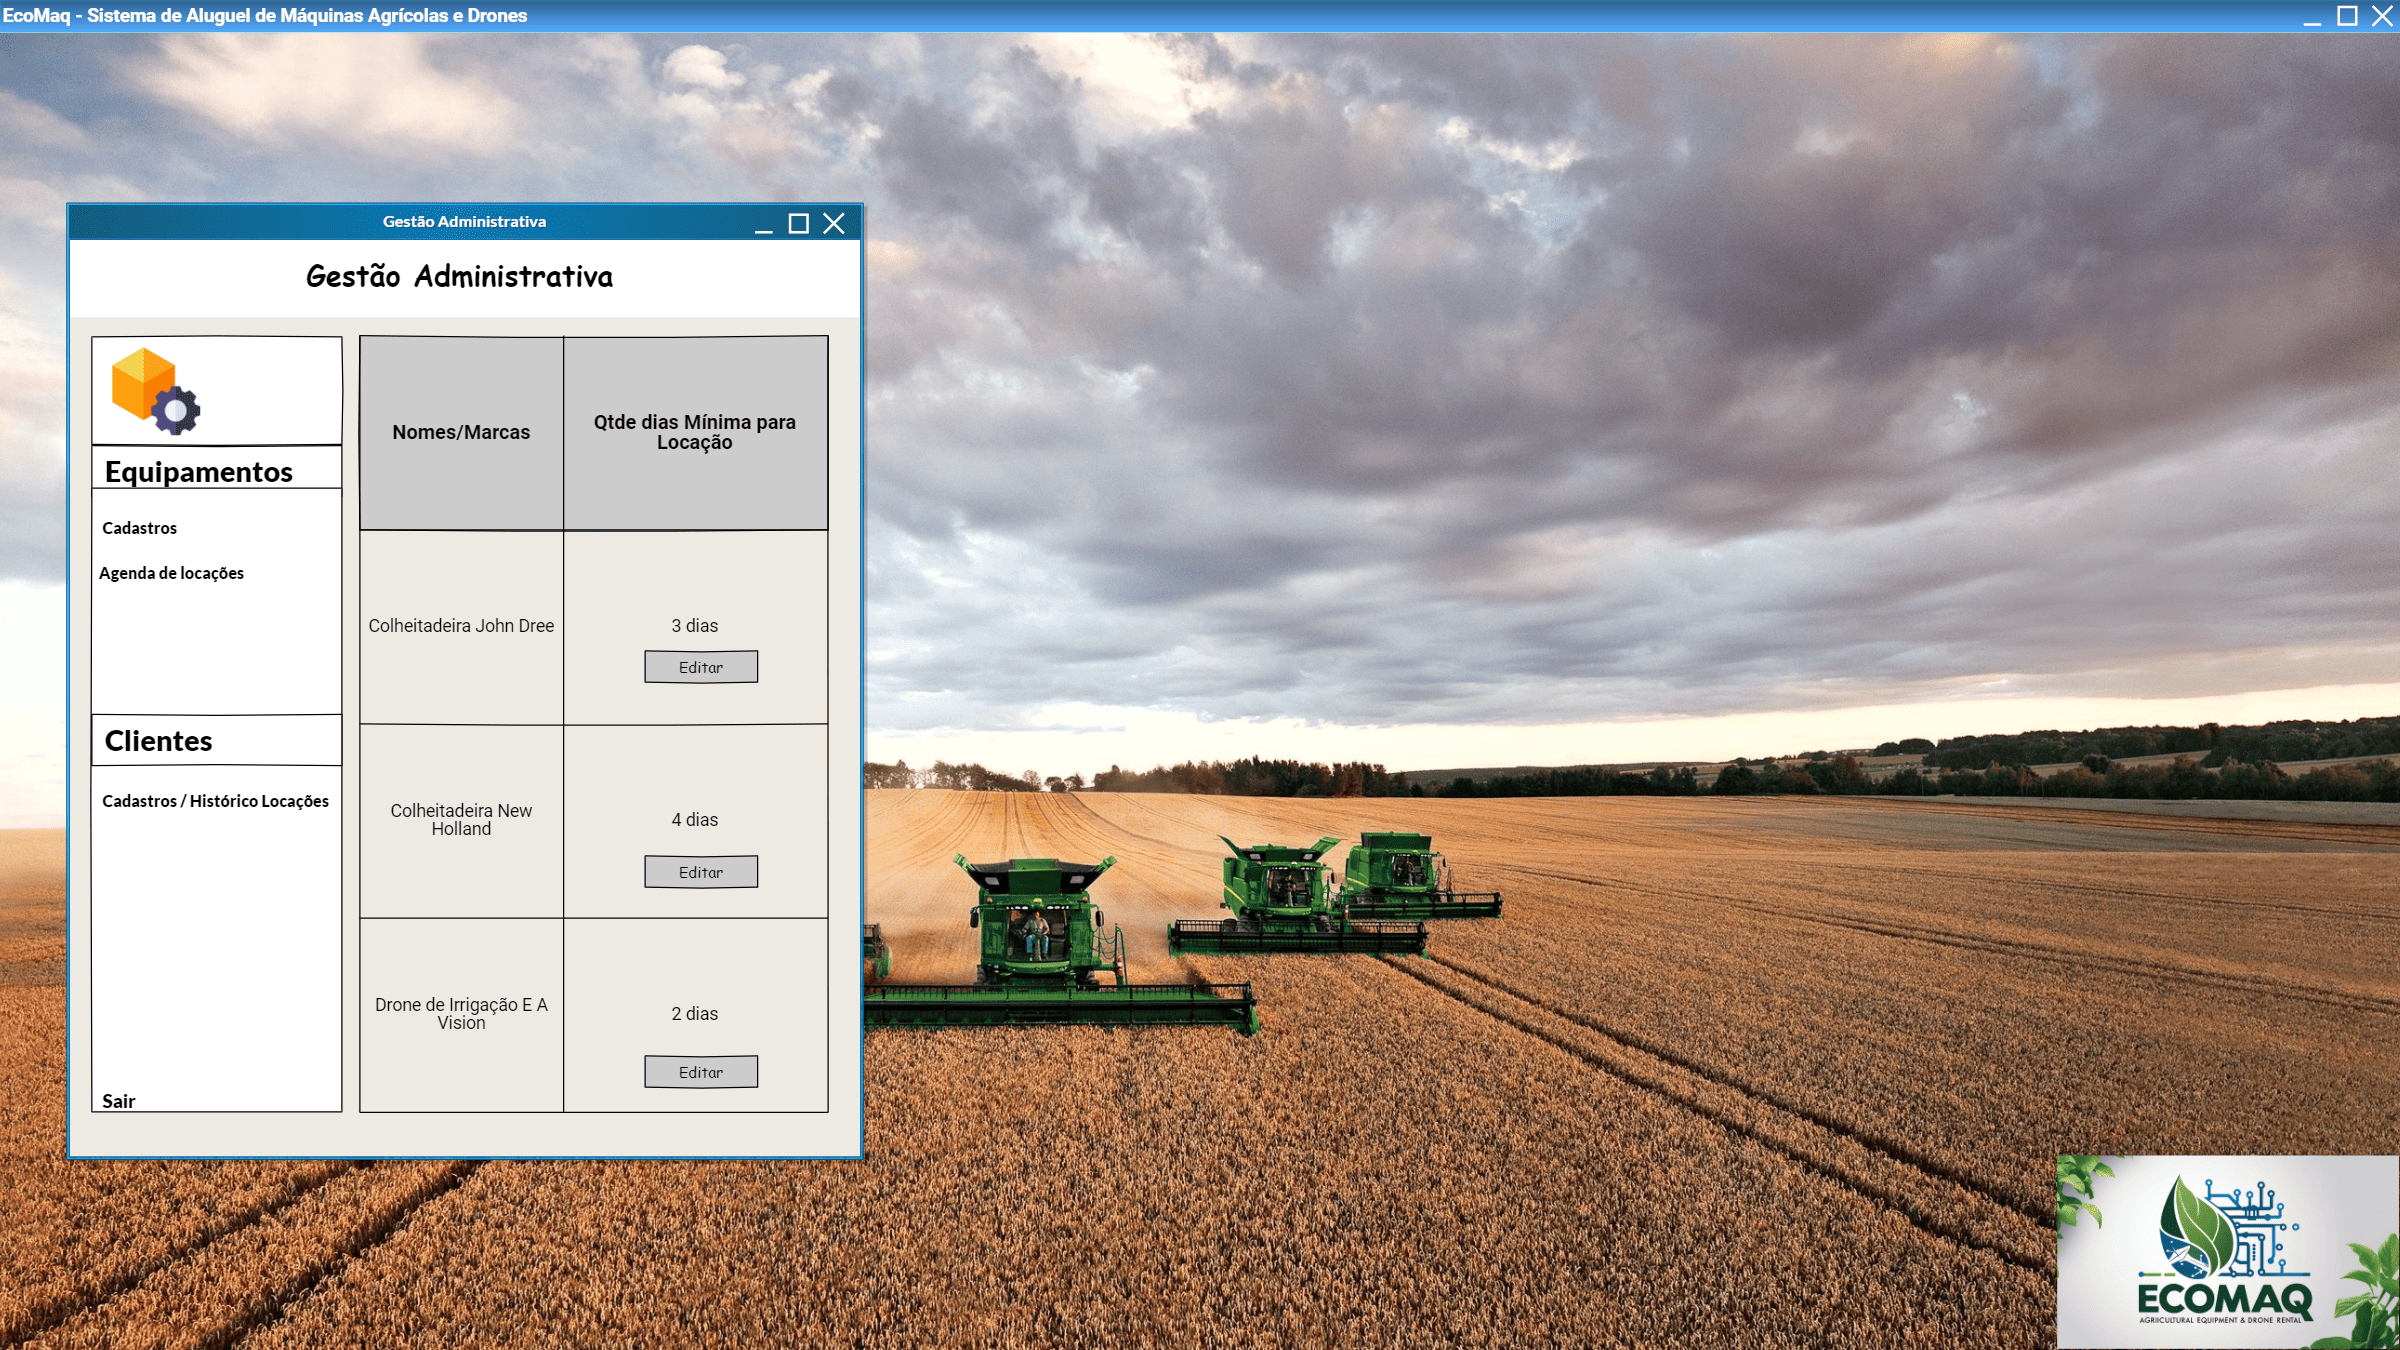 EcoMaq - Sistema de Aluguel de Máquinas Agrícolas e Drones
Gestão Administrativa
Gestão Administrativa
Equipamentos
Cadastros
Agenda de locações
Clientes
Cadastros / Histórico Locações
Sair
Nomes/Marcas
Qtde dias Mínima para
Locação
Colheitadeira John Dree
3 dias
Editar
Colheitadeira New
Holland
4 dias
Editar
Drone de Irrigação E A
Vision
2 dias
Editar
ECOMAQ
AGRIICULTURAL EQUIPMENT & DRONE RENTAL